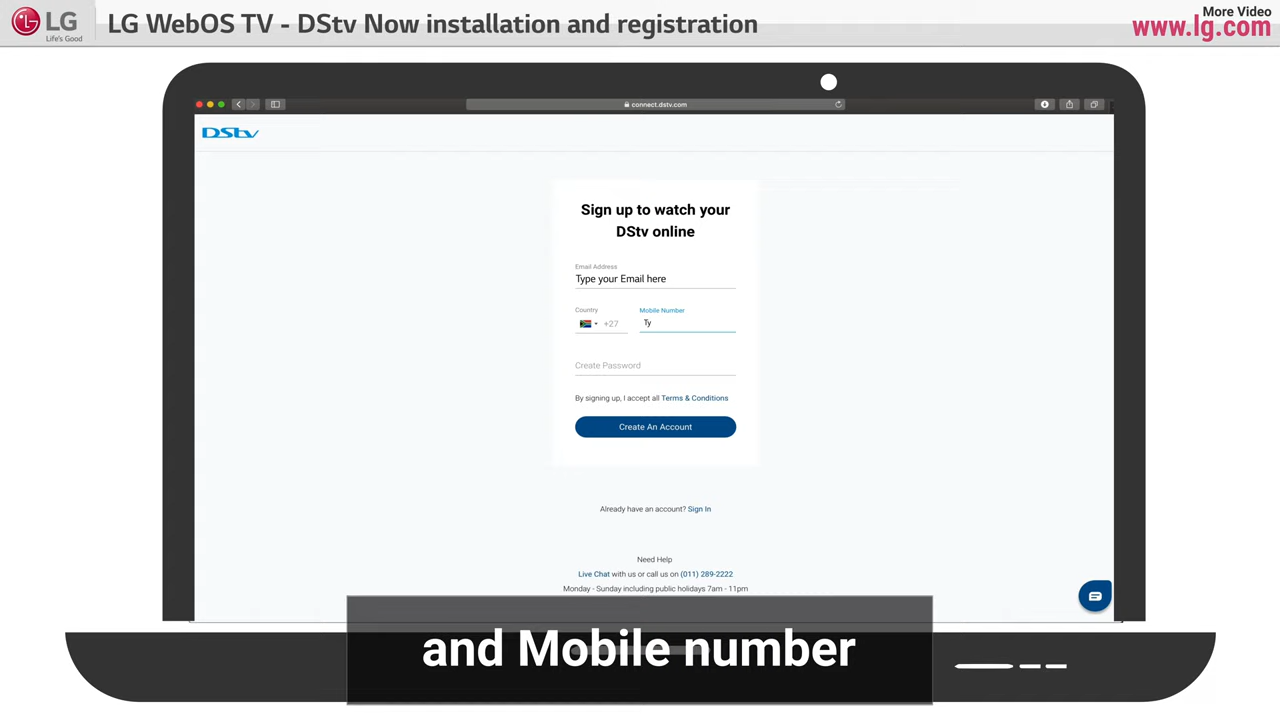 LG
Life's Good
LG WebOS TV - DStv Now installation and registration
More Video
www.lg.com
connect.dstv.com
DStv
Sign up to watch your
DStv online
Email Address
Type your Email here
Country
Mobile Number
+27
Ty
Create Password
By signing up, I accept all Terms & Conditions
Create An Account
Already have an account? Sign In
Need Help
Live Chat with us or call us on (011) 289-2222
Monday - Sunday including public holidays 7am - 11pm
and Mobile number